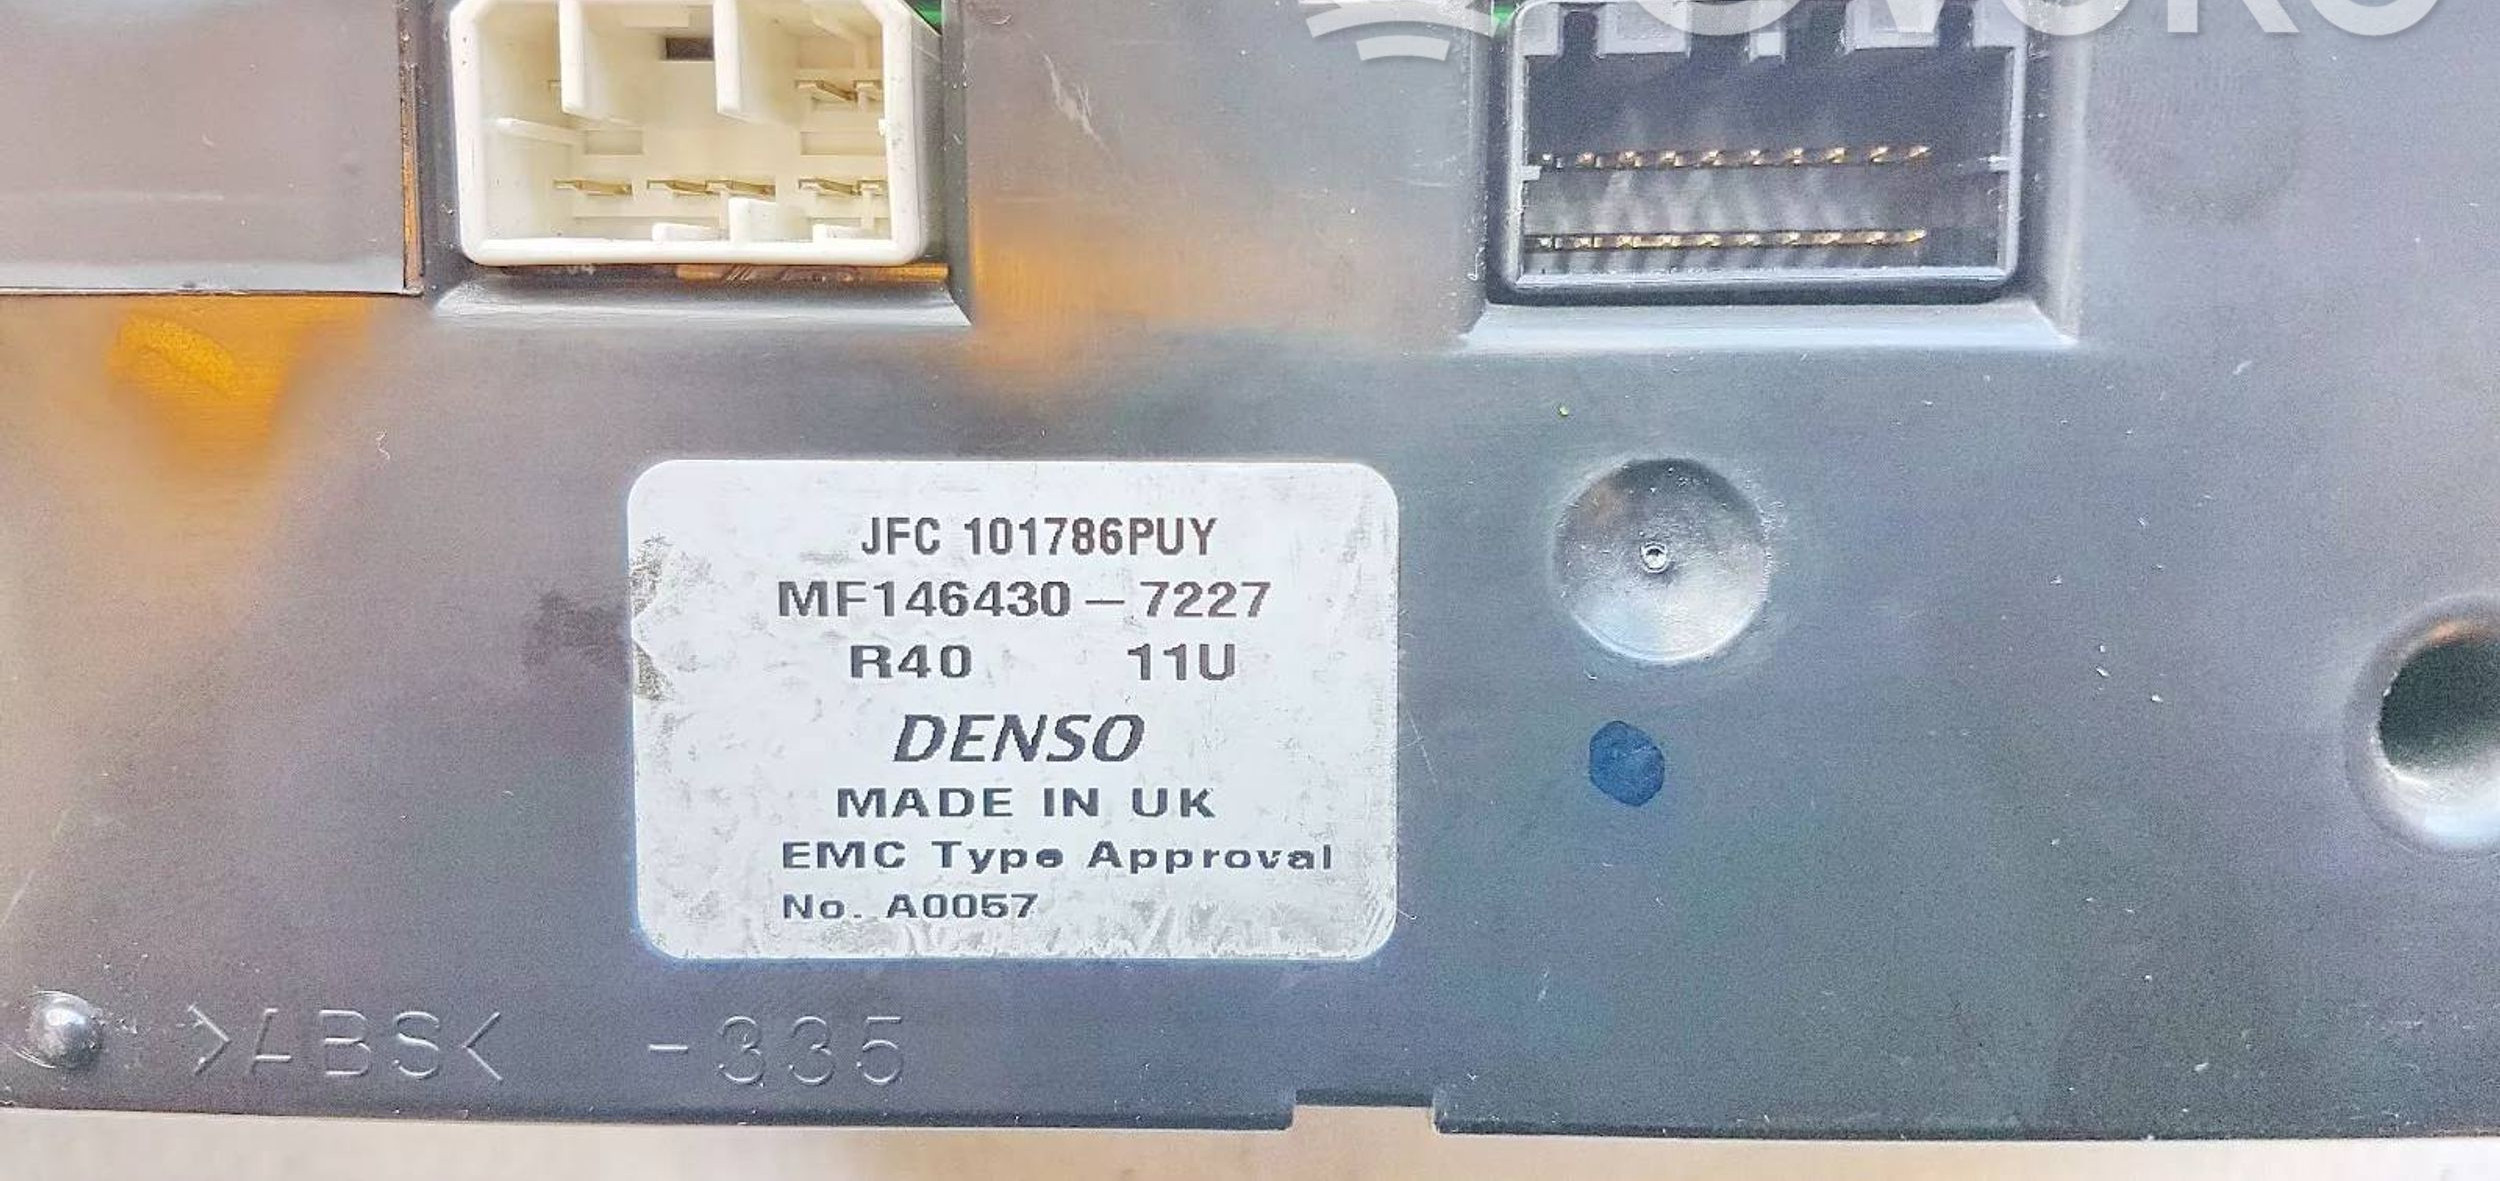 JFC 101786PUY
MF146430-7227
R40 11U
DENSO
MADE IN UK
EMC Type Approval
No. A0057
>ABS< -335